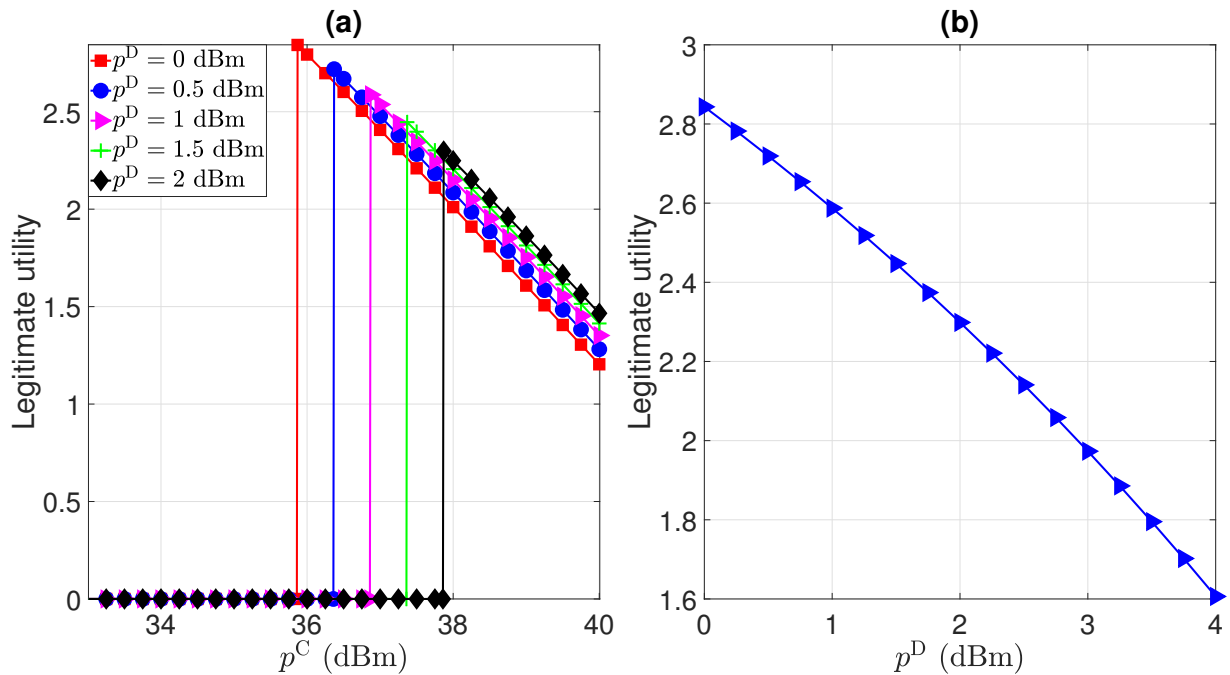 (a)
p^D = 0 dBm
p^D = 0.5 dBm
p^D = 1 dBm
p^D = 1.5 dBm
p^D = 2 dBm
2.5
2
1.5
1
0.5
0
34
36
38
40
Legitimate utility
p^C (dBm)
(b)
3
2.8
2.6
2.4
2.2
2
1.8
1.6
0
1
2
3
4
Legitimate utility
p^D (dBm)